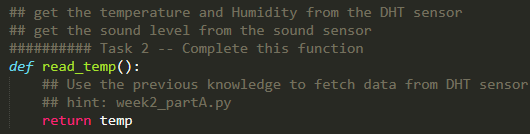 ## get the temperature and Humidity from the DHT sensor
## get the sound level from the sound sensor
########## Task 2 -- Complete this function
def read_temp():
    ## Use the previous knowledge to fetch data from DHT sensor
    ## hint: week2_partA.py
    return temp